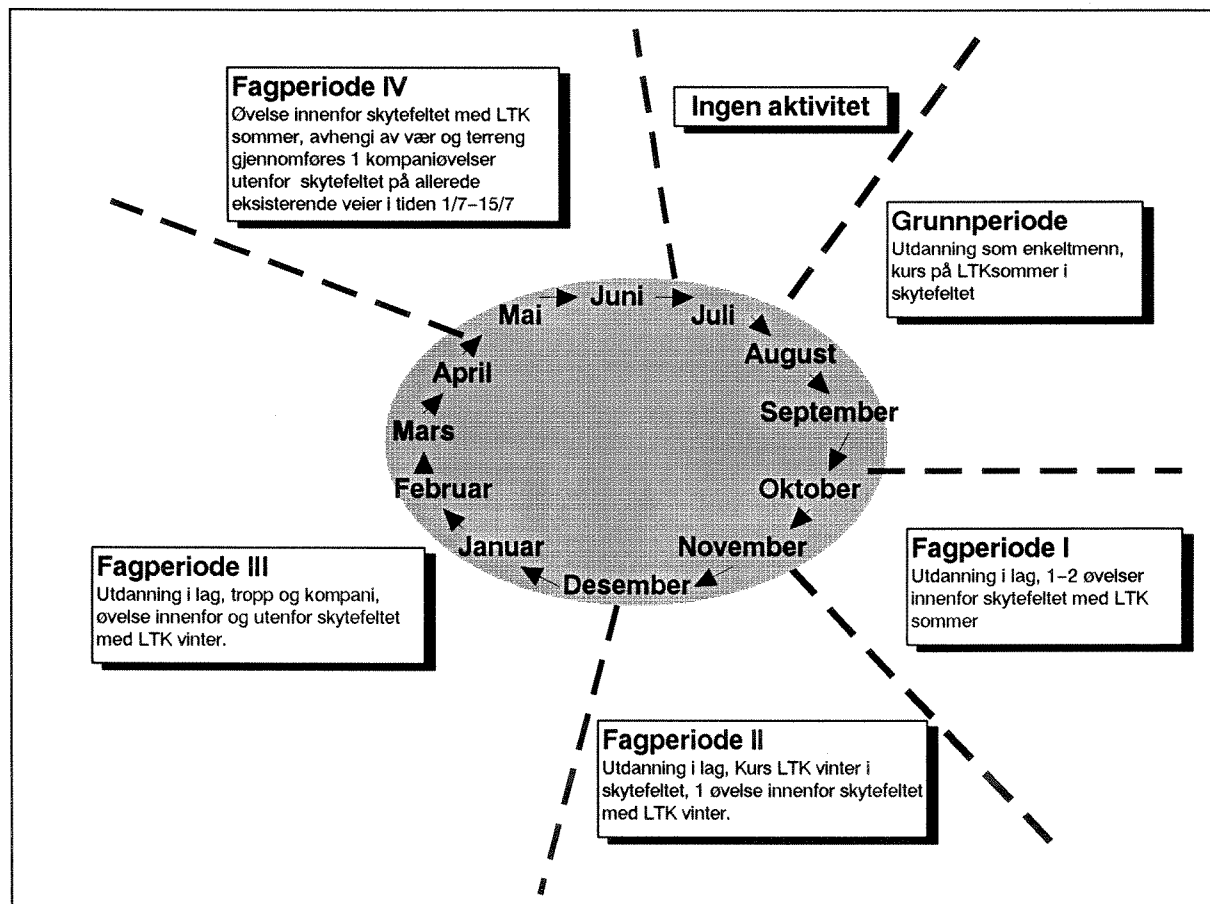 Fagperiode IV
Øvelse innenfor skytefeltet med LTK
sommer, avhengi av vær og terreng
gjennomføres 1 kompaniøvelser
utenfor skytefeltet på allerede
eksisterende veier i tiden 1/7–15/7
Ingen aktivitet
Grunnperiode
Utdanning som enkeltmenn,
kurs på LTKsommer i
skytefeltet
Mai
Juni
Juli
August
September
Oktober
November
Desember
Januar
Februar
Mars
April
Fagperiode I
Utdanning i lag, 1–2 øvelser
innenfor skytefeltet med LTK
sommer
Fagperiode III
Utdanning i lag, tropp og kompani,
øvelse innenfor og utenfor skytefeltet
med LTK vinter.
Fagperiode II
Utdanning i lag, Kurs LTK vinter i
skytefeltet, 1 øvelse innenfor skytefeltet
med LTK vinter.